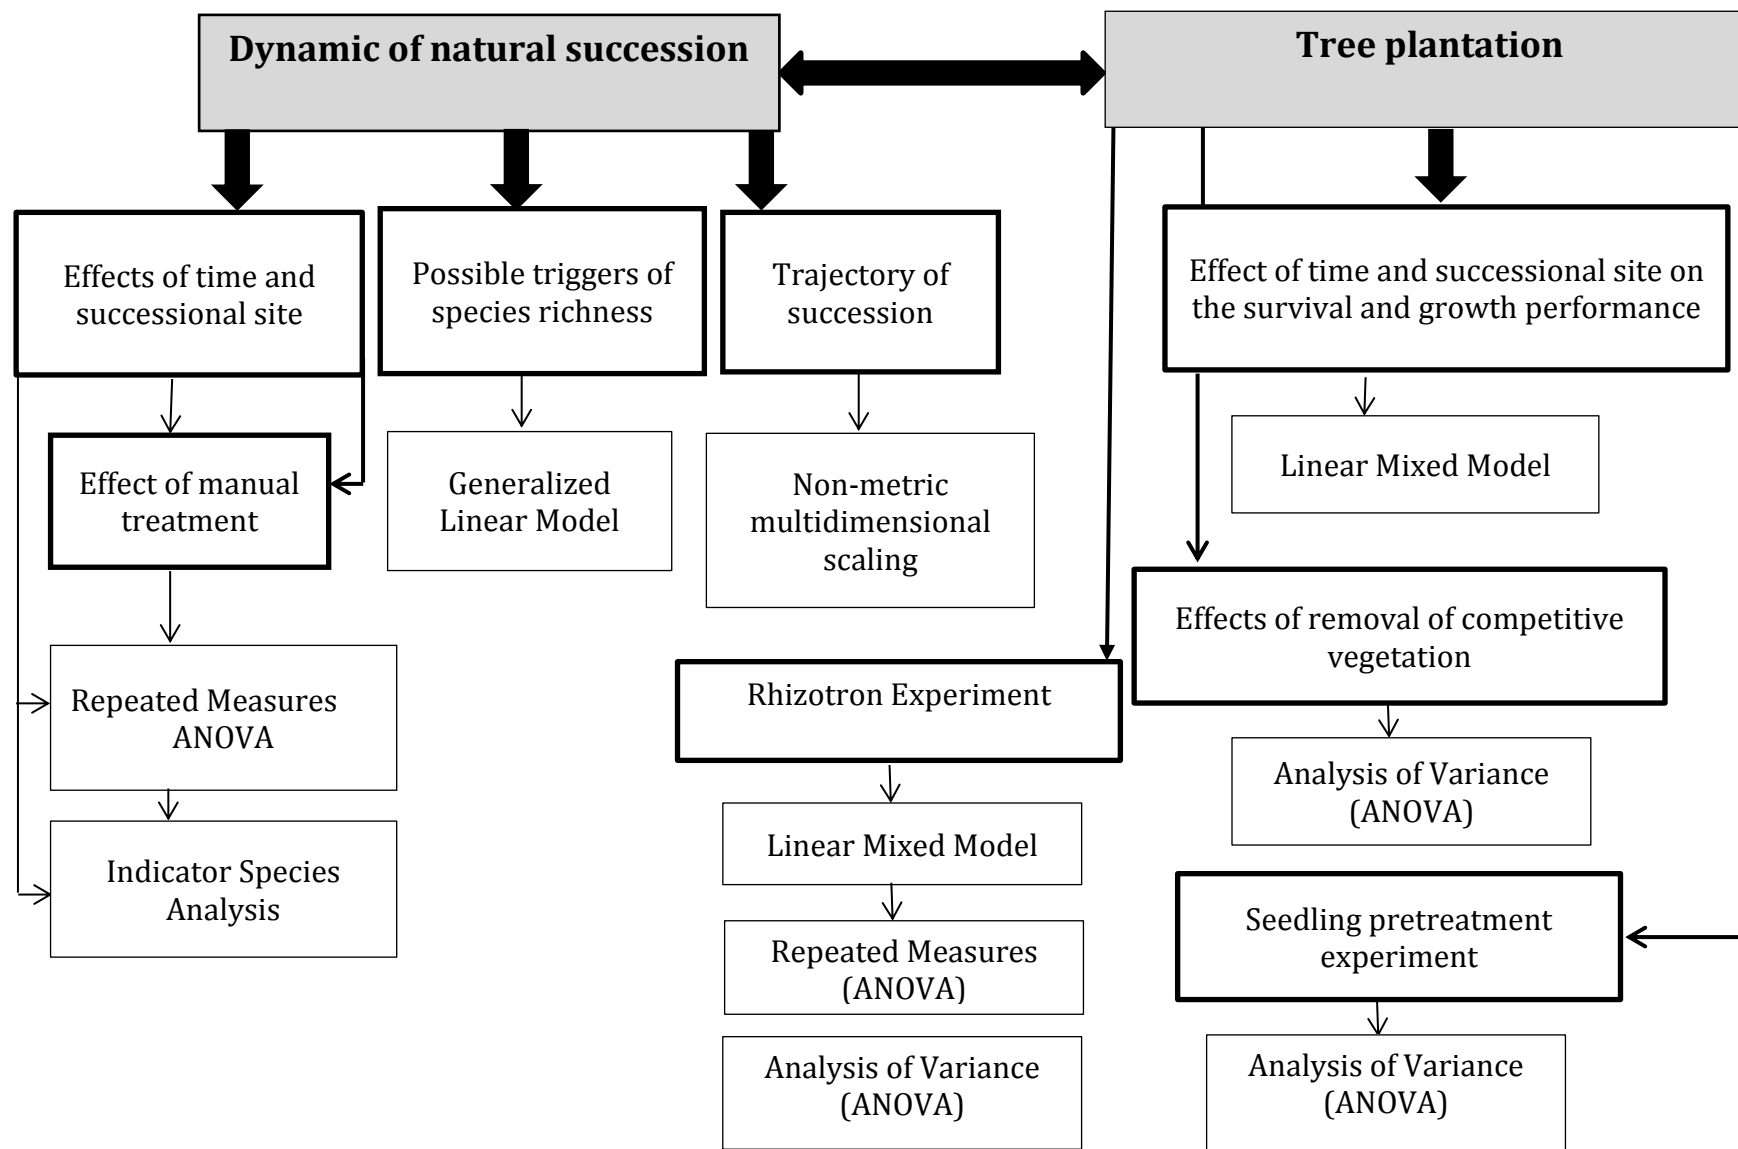 Dynamic of natural succession
Tree plantation
Effects of time and
successional site
Possible triggers of
species richness
Trajectory of
succession
Effect of time and successional site on
the survival and growth performance
Effect of manual
treatment
Generalized
Linear Model
Non-metric
multidimensional
scaling
Linear Mixed Model
Effects of removal of competitive
vegetation
Repeated Measures
ANOVA
Rhizotron Experiment
Analysis of Variance
(ANOVA)
Indicator Species
Analysis
Linear Mixed Model
Seedling pretreatment
experiment
Repeated Measures
(ANOVA)
Analysis of Variance
(ANOVA)
Analysis of Variance
(ANOVA)